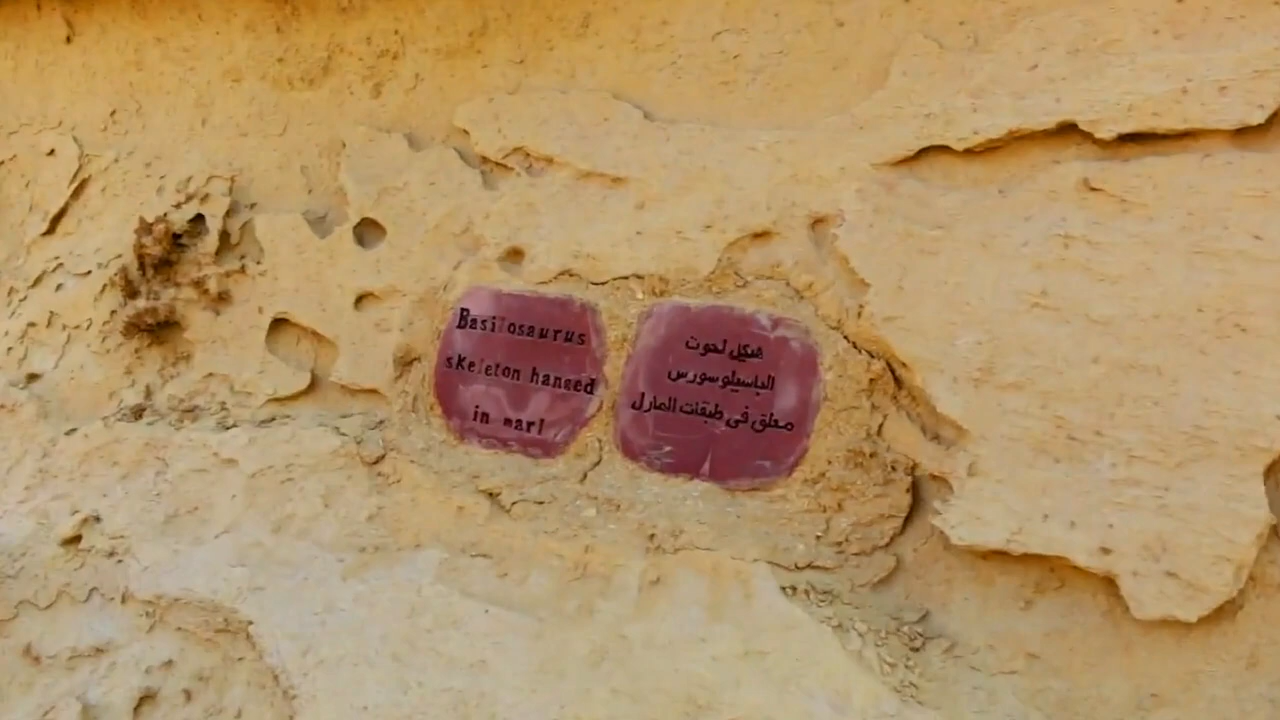 Basilosaurus
skeleton hanged
in marl
هيكل لحوت
الباسيلوسورس
معلق فى طبقات المارل